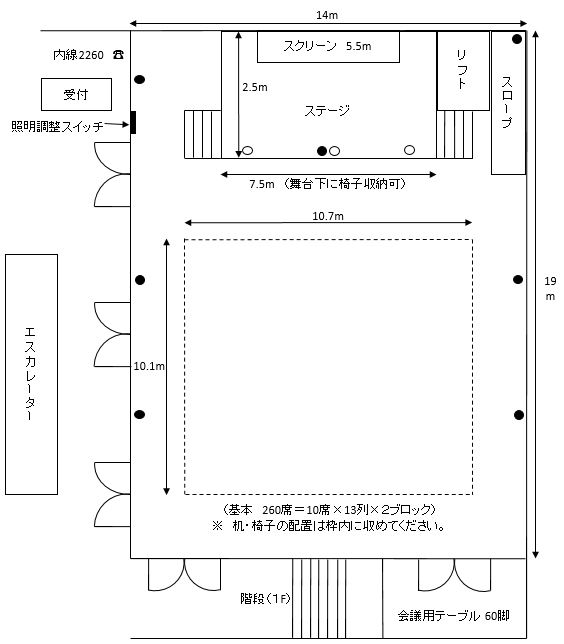 14m
内線2260 ☎
スクリーン 5.5m
リフト
スロープ
受付
2.5m
ステージ
照明調整スイッチ
7.5m （舞台下に椅子収納可）
10.7m
19
m
エスカレーター
10.1m
（基本 260席＝10席×13列×２ブロック）
※ 机・椅子の配置は枠内に収めてください。
階段（１F）
会議用テーブル 60脚